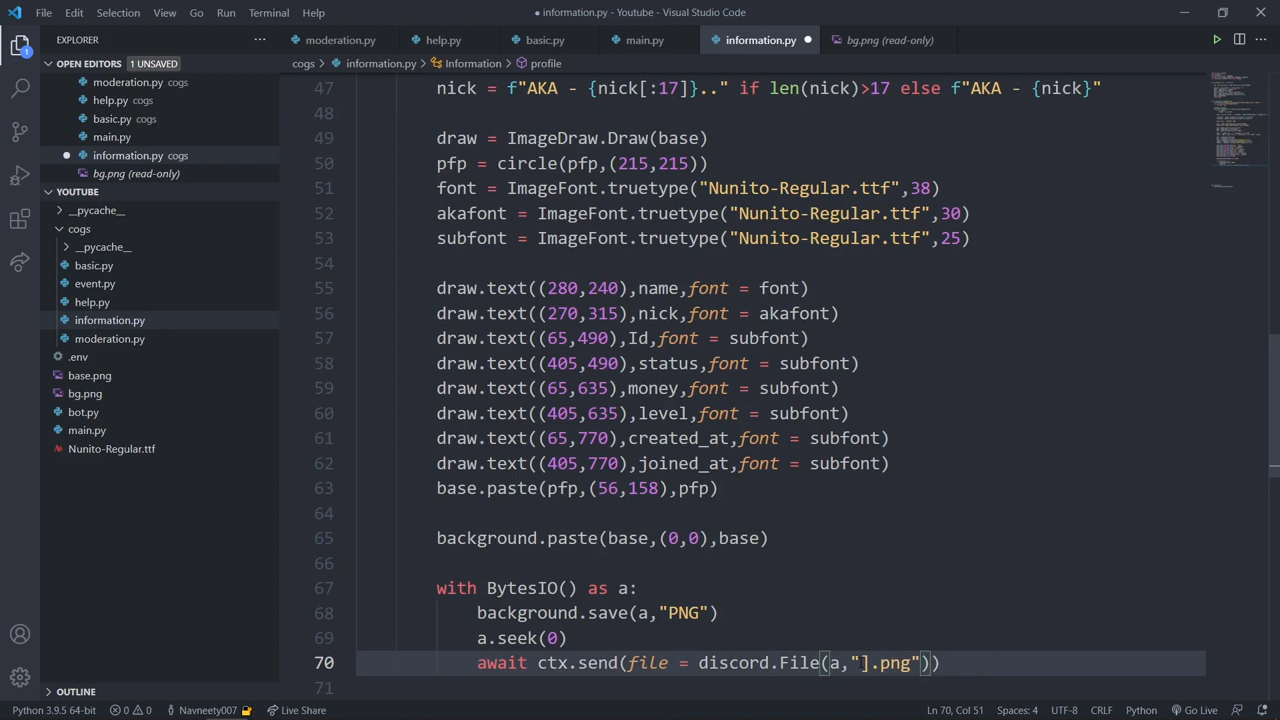 File Edit Selection View Go Run Terminal Help
● information.py - Youtube - Visual Studio Code
EXPLORER ···
moderation.py help.py basic.py main.py information.py ● bg.png (read-only)
OPEN EDITORS 1 UNSAVED
cogs > information.py > Information > profile
moderation.py cogs
help.py cogs
basic.py cogs
main.py
● information.py cogs
bg.png (read-only)
YOUTUBE
__pycache__
cogs
__pycache__
basic.py
event.py
help.py
information.py
moderation.py
.env
base.png
bg.png
bot.py
main.py
Nunito-Regular.ttf
OUTLINE
1
47 nick = f"AKA - {nick[:17]}.." if len(nick)>17 else f"AKA - {nick}"
48
49 draw = ImageDraw.Draw(base)
50 pfp = circle(pfp,(215,215))
51 font = ImageFont.truetype("Nunito-Regular.ttf",38)
52 akafont = ImageFont.truetype("Nunito-Regular.ttf",30)
53 subfont = ImageFont.truetype("Nunito-Regular.ttf",25)
54
55 draw.text((280,240),name,font = font)
56 draw.text((270,315),nick,font = akafont)
57 draw.text((65,490),Id,font = subfont)
58 draw.text((405,490),status,font = subfont)
59 draw.text((65,635),money,font = subfont)
60 draw.text((405,635),level,font = subfont)
61 draw.text((65,770),created_at,font = subfont)
62 draw.text((405,770),joined_at,font = subfont)
63 base.paste(pfp,(56,158),pfp)
64
65 background.paste(base,(0,0),base)
66
67 with BytesIO() as a:
68 background.save(a,"PNG")
69 a.seek(0)
70 await ctx.send(file = discord.File(a,"].png"))
71
Python 3.9.5 64-bit 0 0 Navneety007 Live Share Ln 70, Col 51 Spaces: 4 UTF-8 CRLF Python Go Live